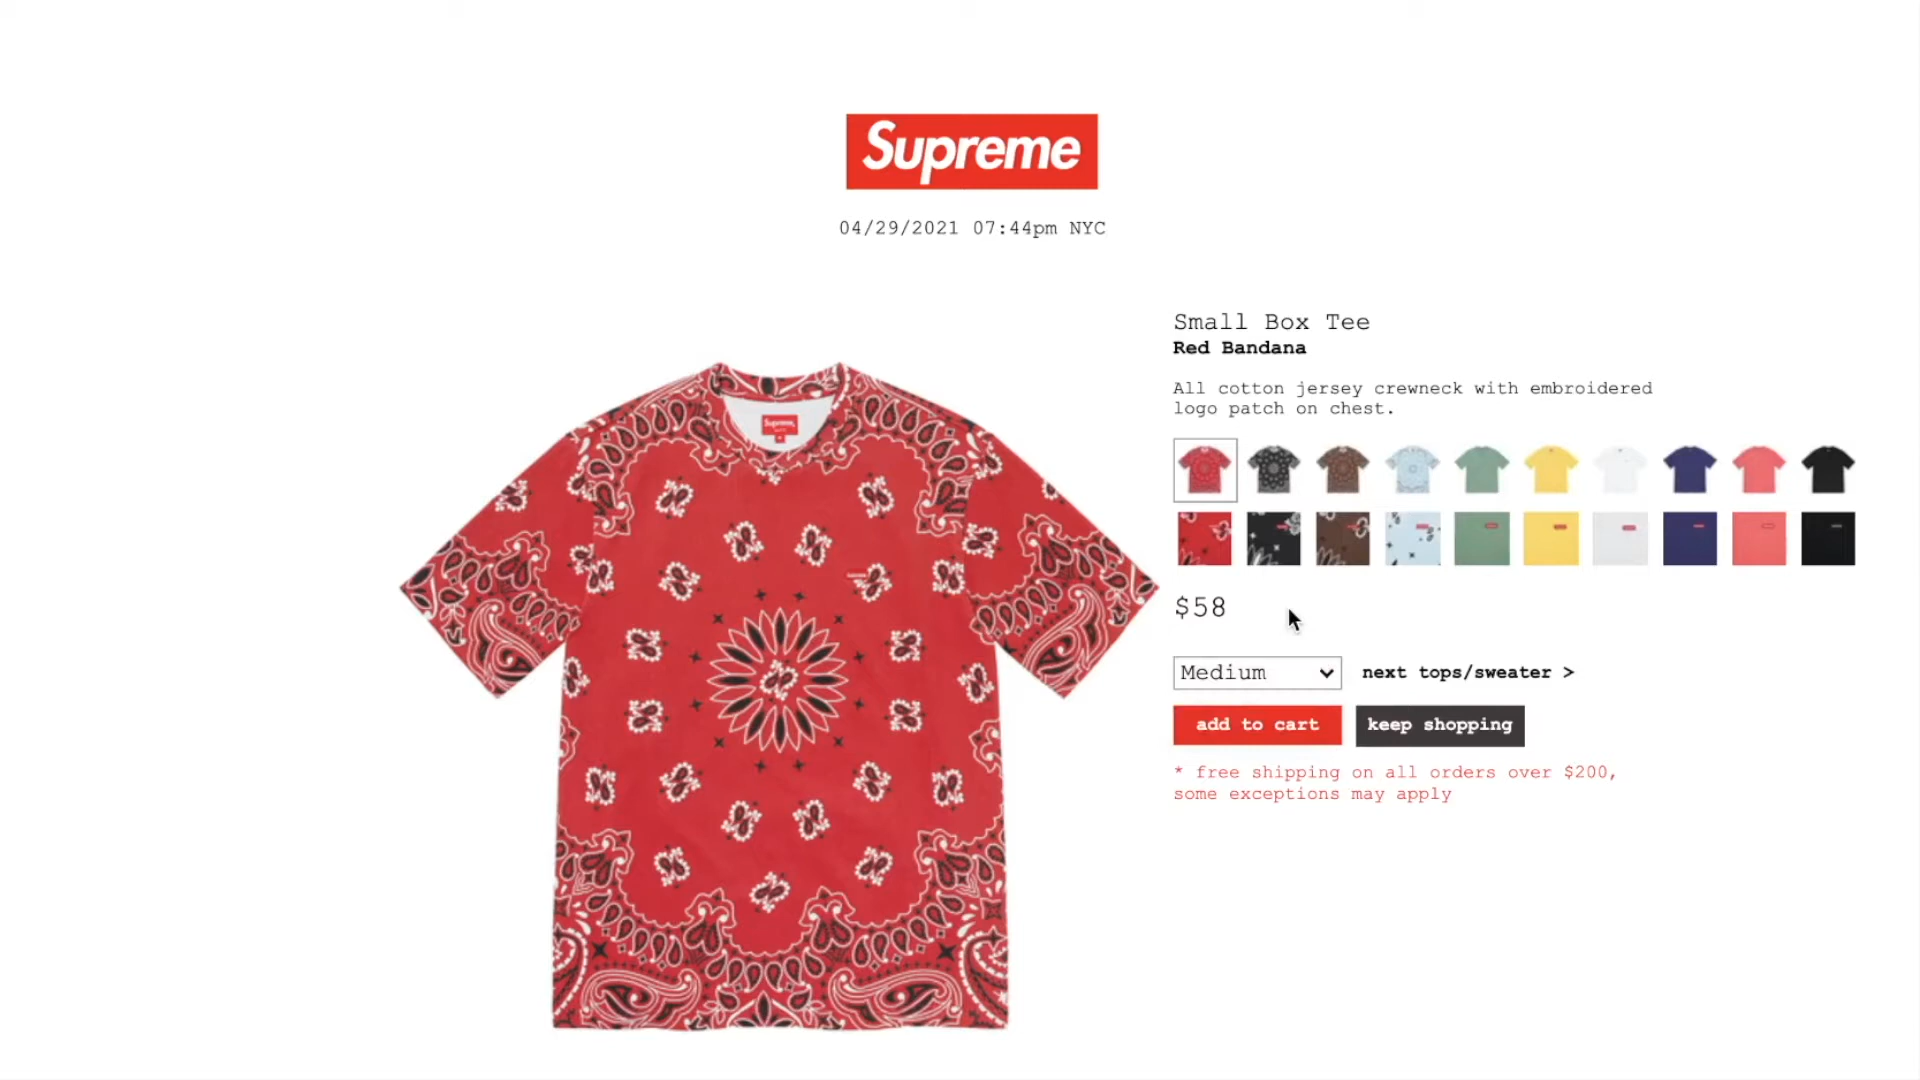 Supreme
04/29/2021 07:44pm NYC
Small Box Tee
Red Bandana
All cotton jersey crewneck with embroidered
logo patch on chest.
Supreme
$58
Medium
next tops/sweater >
add to cart
keep shopping
* free shipping on all orders over $200,
some exceptions may apply